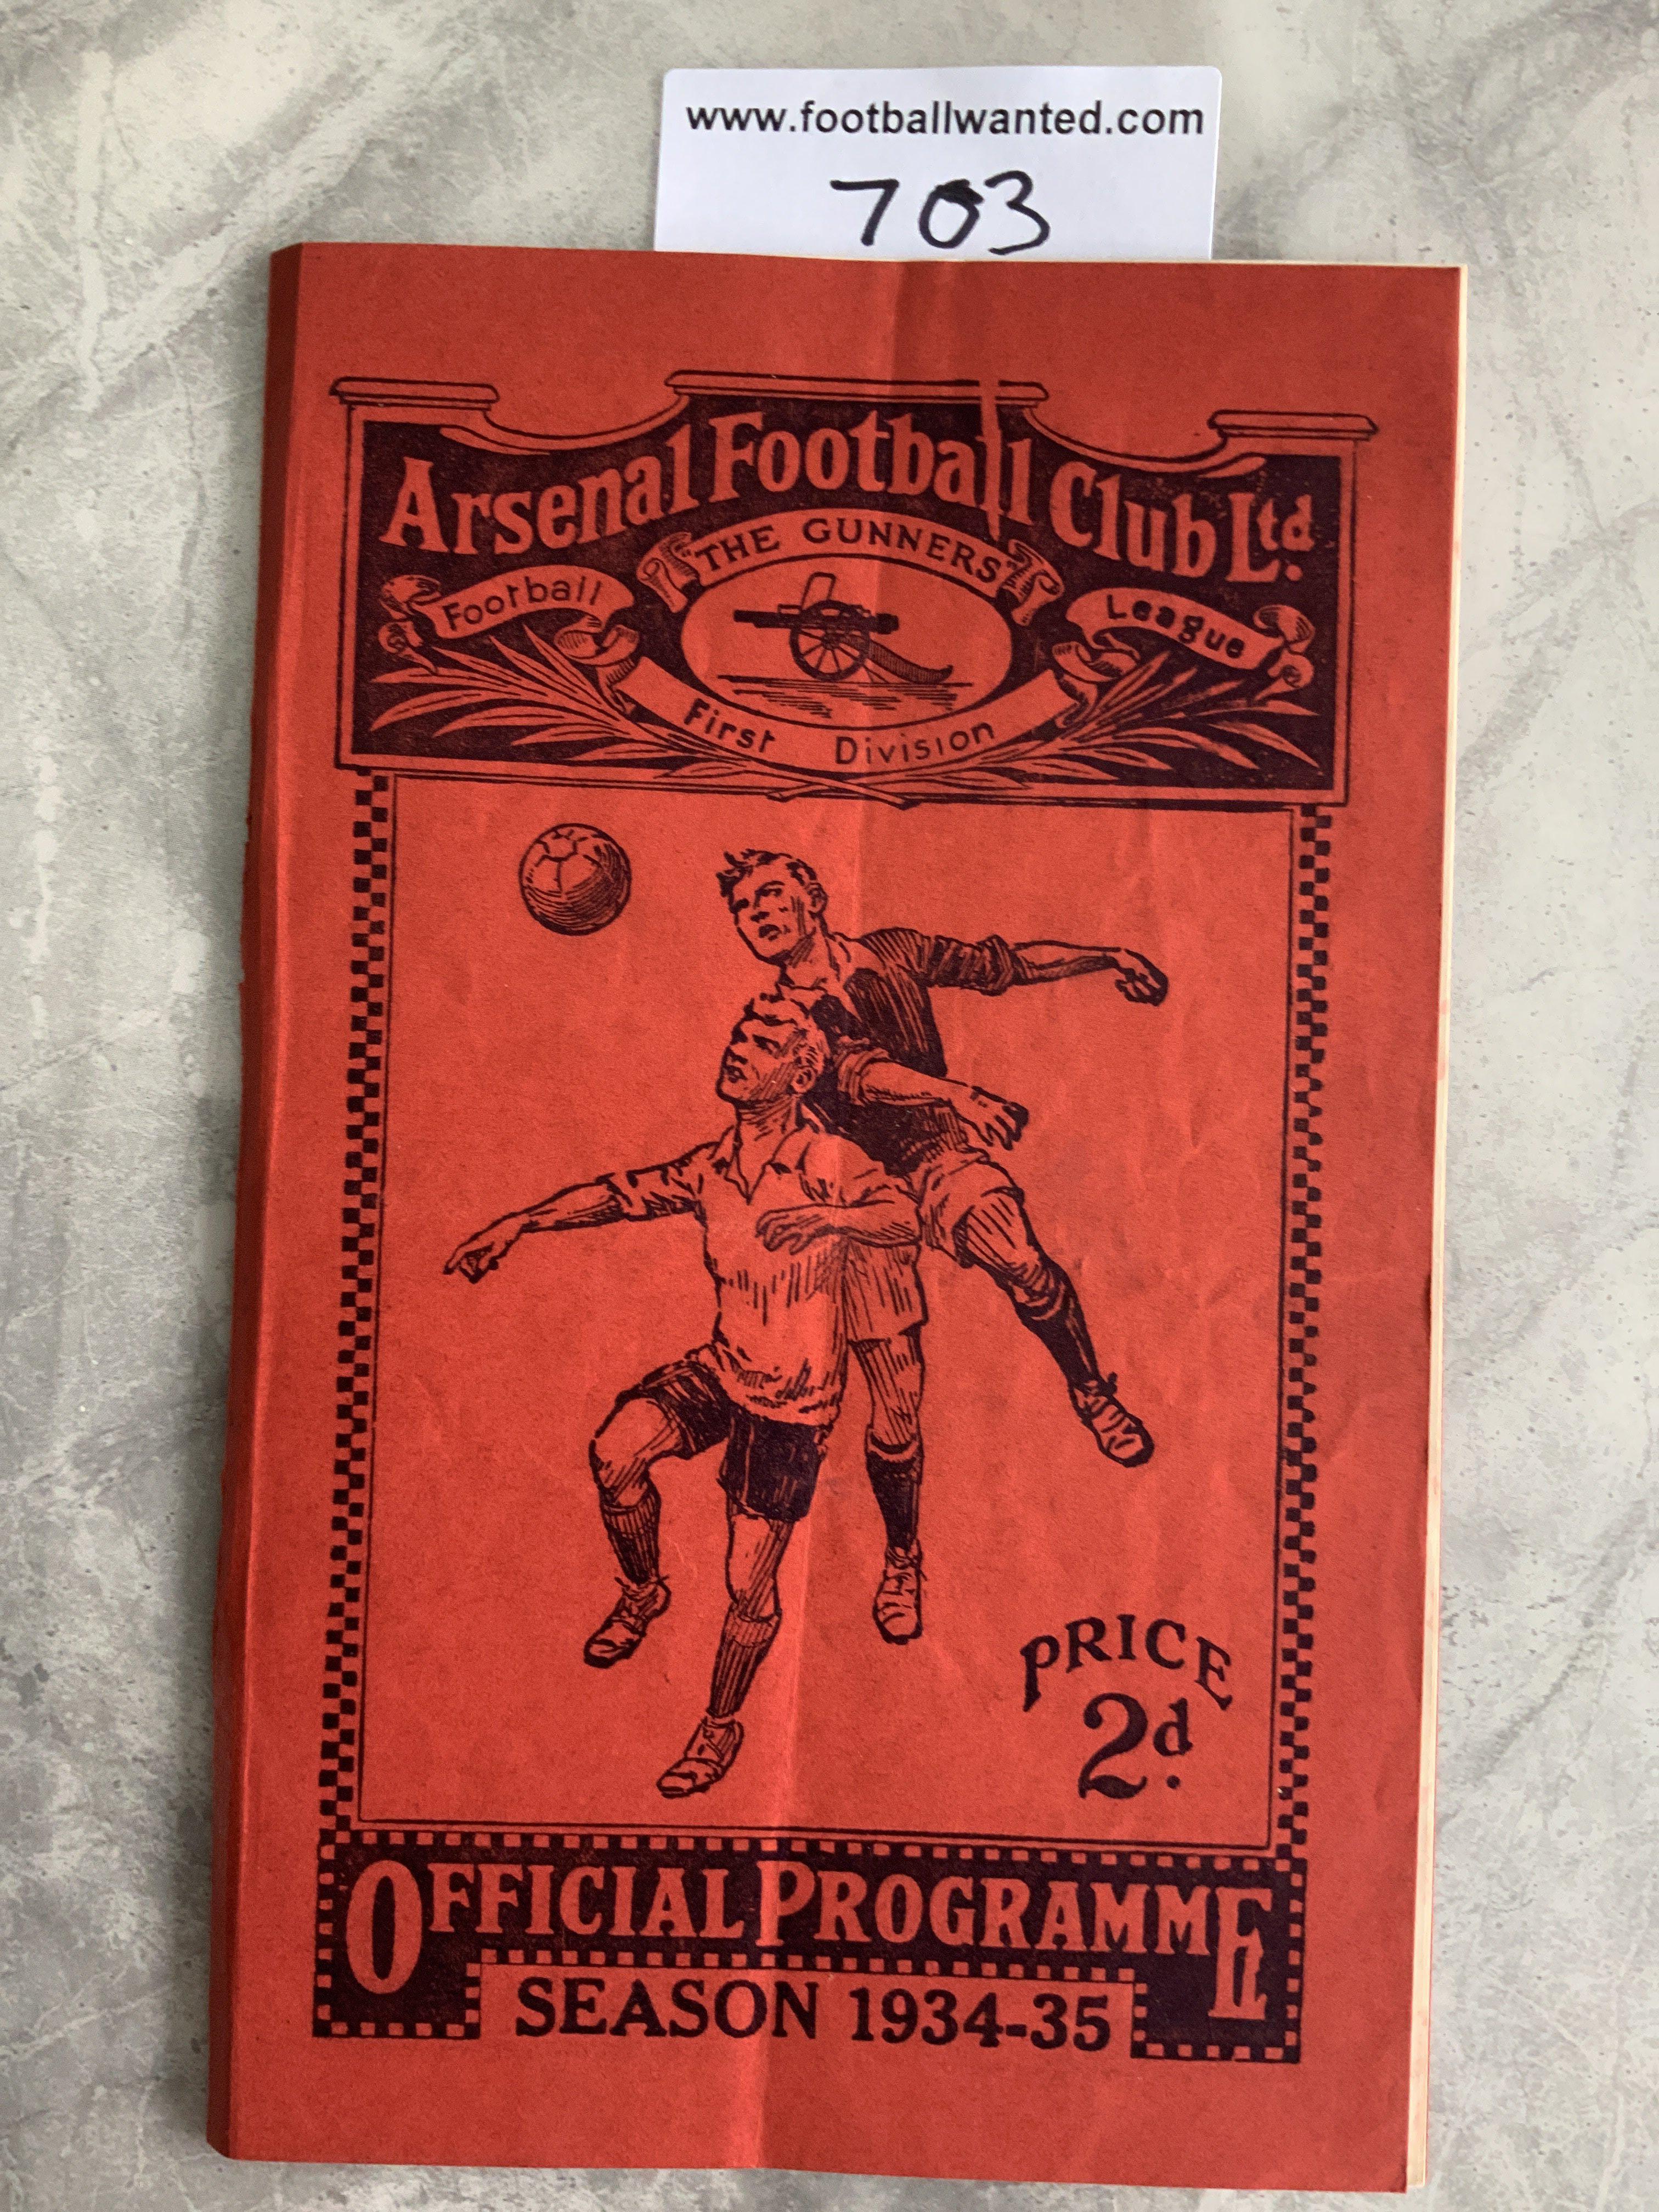 www.footballwanted.com
703
Arsenal Football Club Ltd.
"THE GUNNERS"
Football League
First Division
PRICE
2d.
OFFICIAL PROGRAMME
SEASON 1934-35